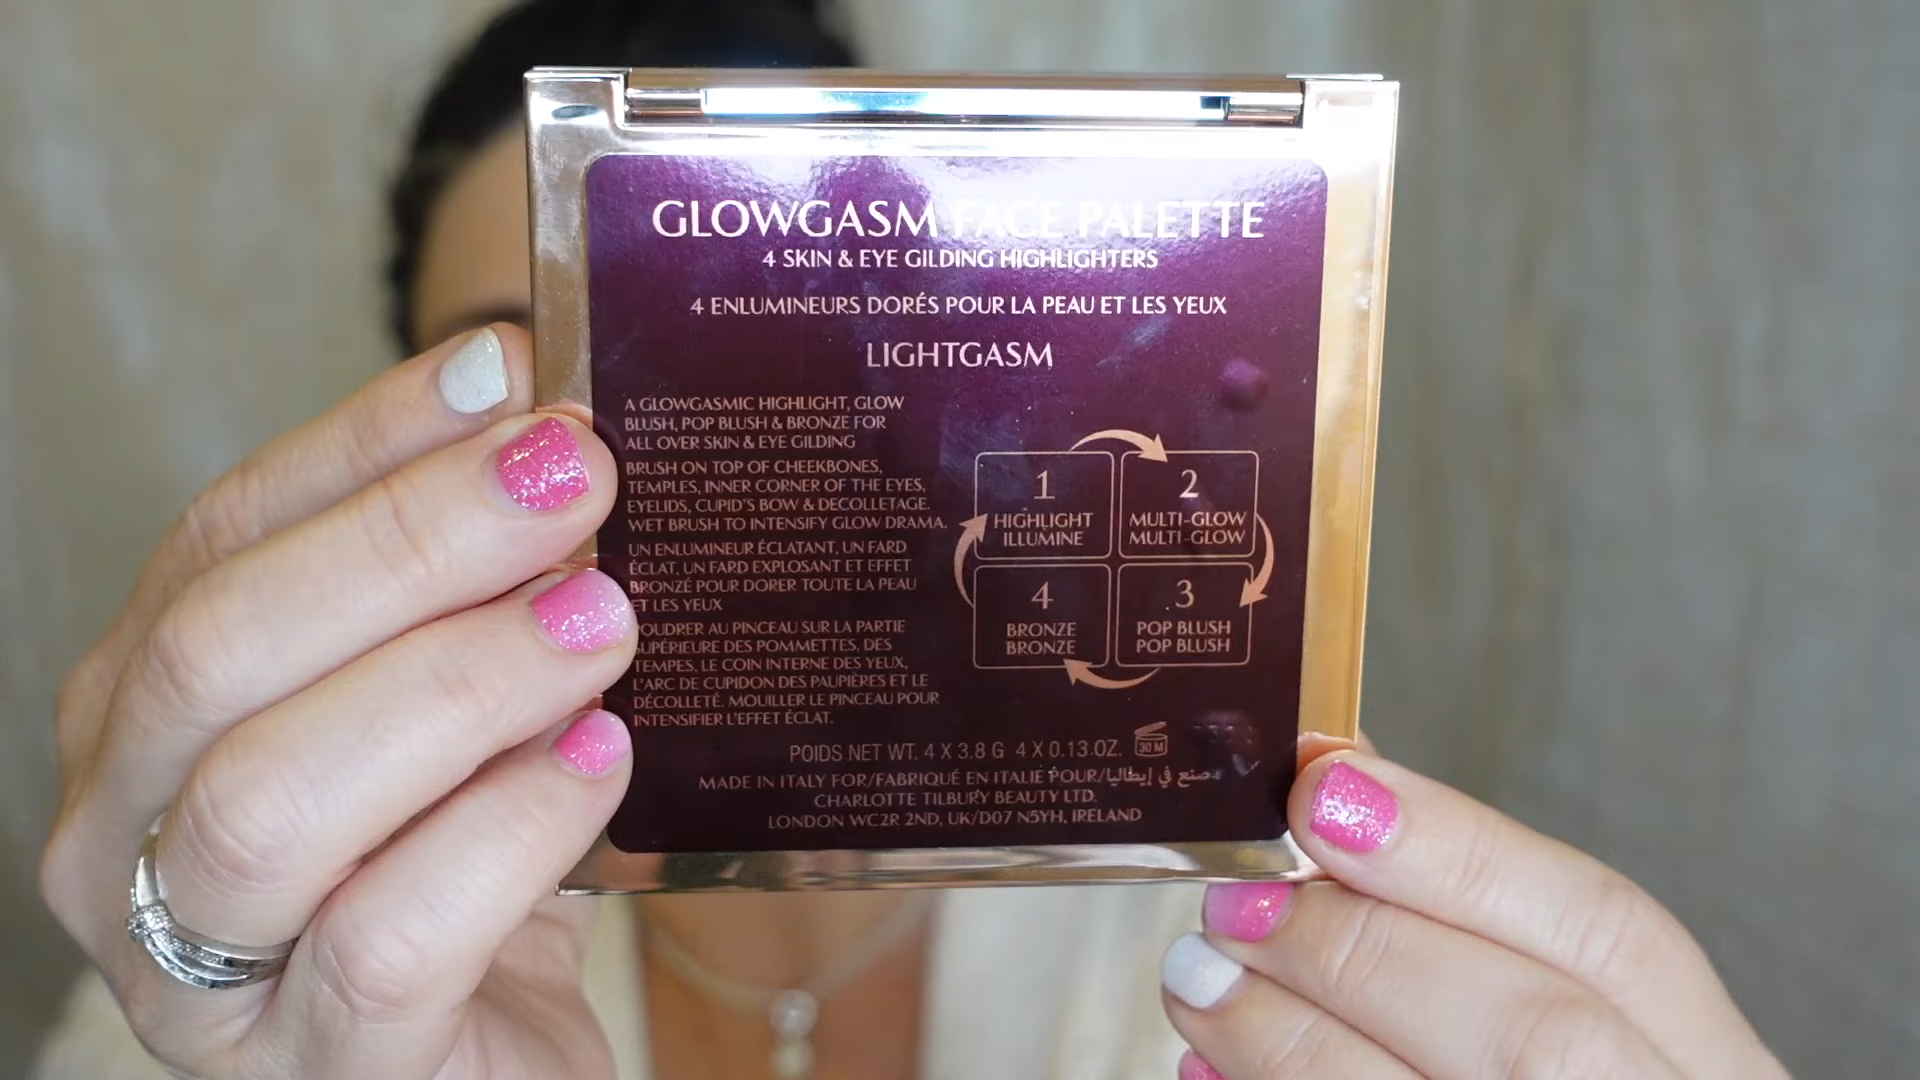 GLOWGASM FACE PALETTE
4 SKIN & EYE GILDING HIGHLIGHTERS
4 ENLUMINEURS DORÉS POUR LA PEAU ET LES YEUX
LIGHTGASM
A GLOWGASMIC HIGHLIGHT, GLOW
BLUSH, POP BLUSH & BRONZE FOR
ALL OVER SKIN & EYE GILDING
BRUSH ON TOP OF CHEEKBONES,
TEMPLES, INNER CORNER OF THE EYES,
EYELIDS, CUPID'S BOW & DECOLLETAGE.
WET BRUSH TO INTENSIFY GLOW DRAMA.
UN ENLUMINEUR ÉCLATANT, UN FARD
ÉCLAT, UN FARD EXPLOSANT ET EFFET
BRONZÉ POUR DORER TOUTE LA PEAU
ET LES YEUX
POUDRER AU PINCEAU SUR LA PARTIE
SUPÉRIEURE DES POMMETTES, DES
TEMPES, LE COIN INTERNE DES YEUX,
L'ARC DE CUPIDON DES PAUPIÈRES ET LE
DÉCOLLETÉ. MOUILLER LE PINCEAU POUR
INTENSIFIER L'EFFET ÉCLAT.
1
HIGHLIGHT
ILLUMINE
2
MULTI-GLOW
MULTI-GLOW
4
BRONZE
BRONZE
3
POP BLUSH
POP BLUSH
POIDS NET WT. 4 X 3.8 G 4 X 0.13.OZ.
30 M
MADE IN ITALY FOR/FABRIQUÉ EN ITALIE POUR/صنع في إيطاليا
CHARLOTTE TILBURY BEAUTY LTD.
LONDON WC2R 2ND, UK/D07 N5YH, IRELAND